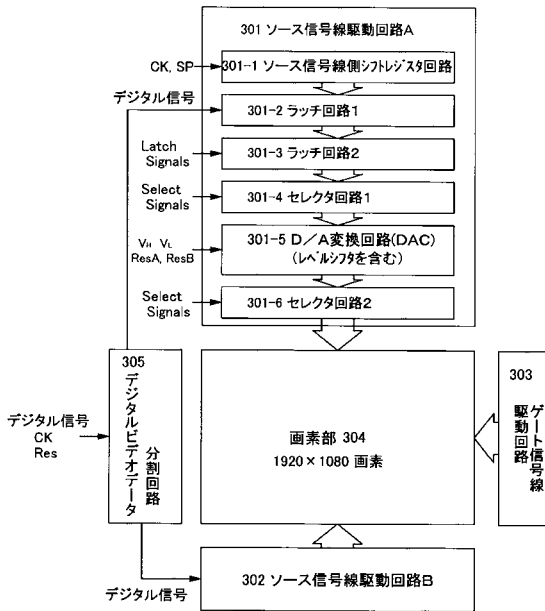 301 ソース信号線駆動回路A
CK, SP
301-1 ソース信号線側シフトレジスタ回路
デジタル信号
301-2 ラッチ回路1
Latch
Signals
301-3 ラッチ回路2
Select
Signals
301-4 セレクタ回路1
VH VL
ResA, ResB
301-5 D/A変換回路(DAC)
(レベルシフタを含む)
Select
Signals
301-6 セレクタ回路2
305
デジタルビデオデータ
分割回路
デジタル信号
CK
Res
画素部 304
1920×1080 画素
303
ゲート信号線
駆動回路
302 ソース信号線駆動回路B
デジタル信号